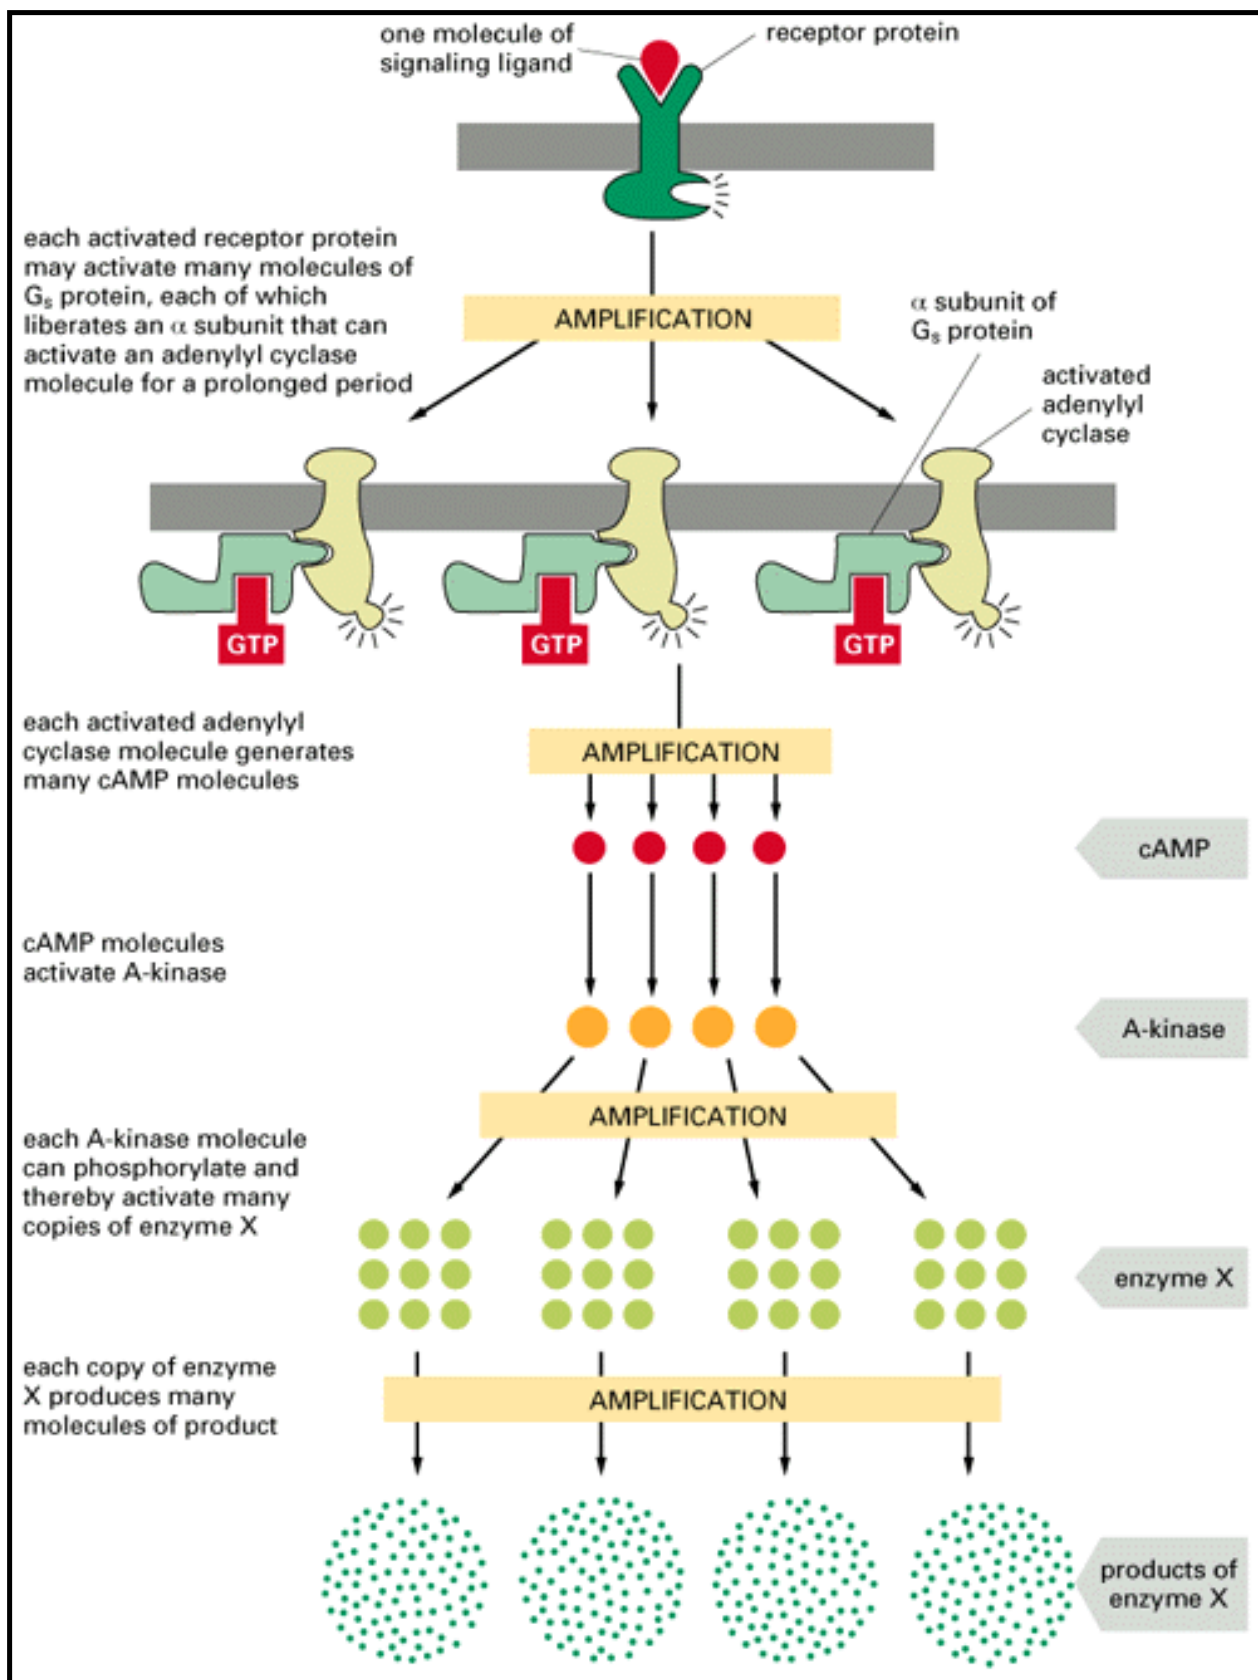 one molecule of
signaling ligand
receptor protein
each activated receptor protein
may activate many molecules of
Gs protein, each of which
liberates an α subunit that can
activate an adenylyl cyclase
molecule for a prolonged period
AMPLIFICATION
α subunit of
Gs protein
activated
adenylyl
cyclase
GTP
GTP
GTP
each activated adenylyl
cyclase molecule generates
many cAMP molecules
AMPLIFICATION
cAMP
cAMP molecules
activate A-kinase
A-kinase
AMPLIFICATION
each A-kinase molecule
can phosphorylate and
thereby activate many
copies of enzyme X
enzyme X
each copy of enzyme
X produces many
molecules of product
AMPLIFICATION
products of
enzyme X